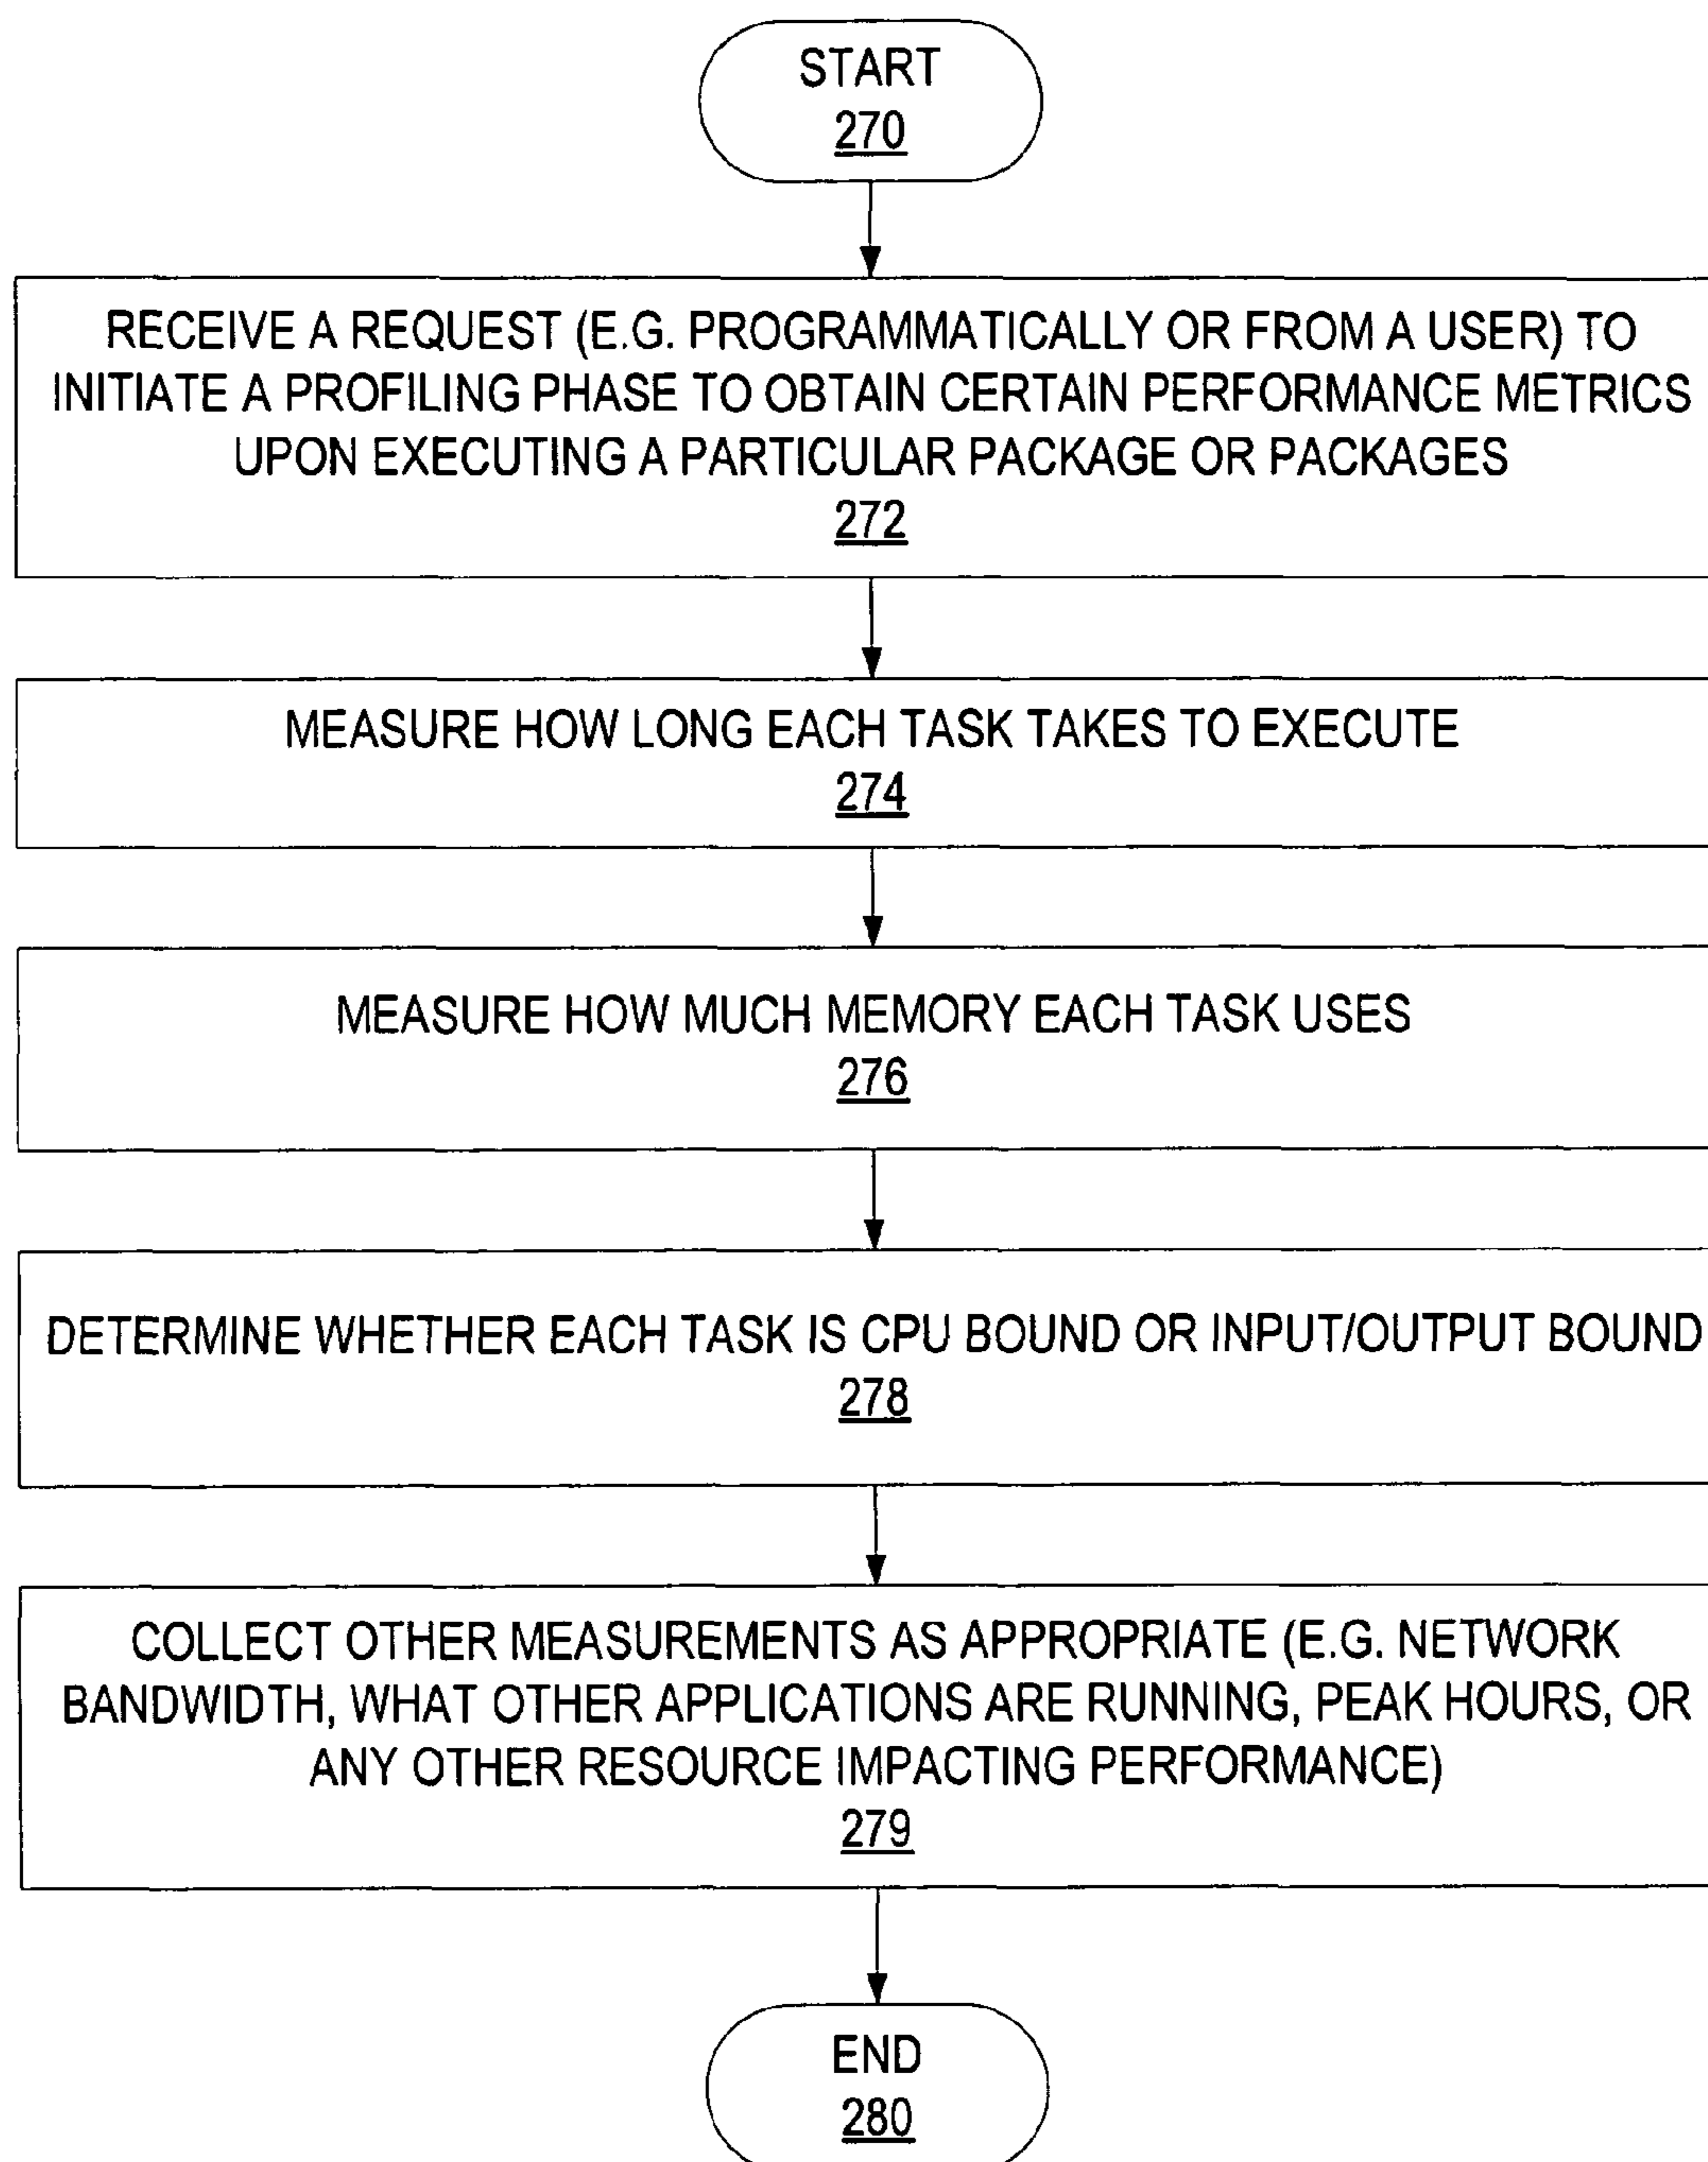 START
270
RECEIVE A REQUEST (E.G. PROGRAMMATICALLY OR FROM A USER) TO
INITIATE A PROFILING PHASE TO OBTAIN CERTAIN PERFORMANCE METRICS
UPON EXECUTING A PARTICULAR PACKAGE OR PACKAGES
272
MEASURE HOW LONG EACH TASK TAKES TO EXECUTE
274
MEASURE HOW MUCH MEMORY EACH TASK USES
276
DETERMINE WHETHER EACH TASK IS CPU BOUND OR INPUT/OUTPUT BOUND
278
COLLECT OTHER MEASUREMENTS AS APPROPRIATE (E.G. NETWORK
BANDWIDTH, WHAT OTHER APPLICATIONS ARE RUNNING, PEAK HOURS, OR
ANY OTHER RESOURCE IMPACTING PERFORMANCE)
279
END
280